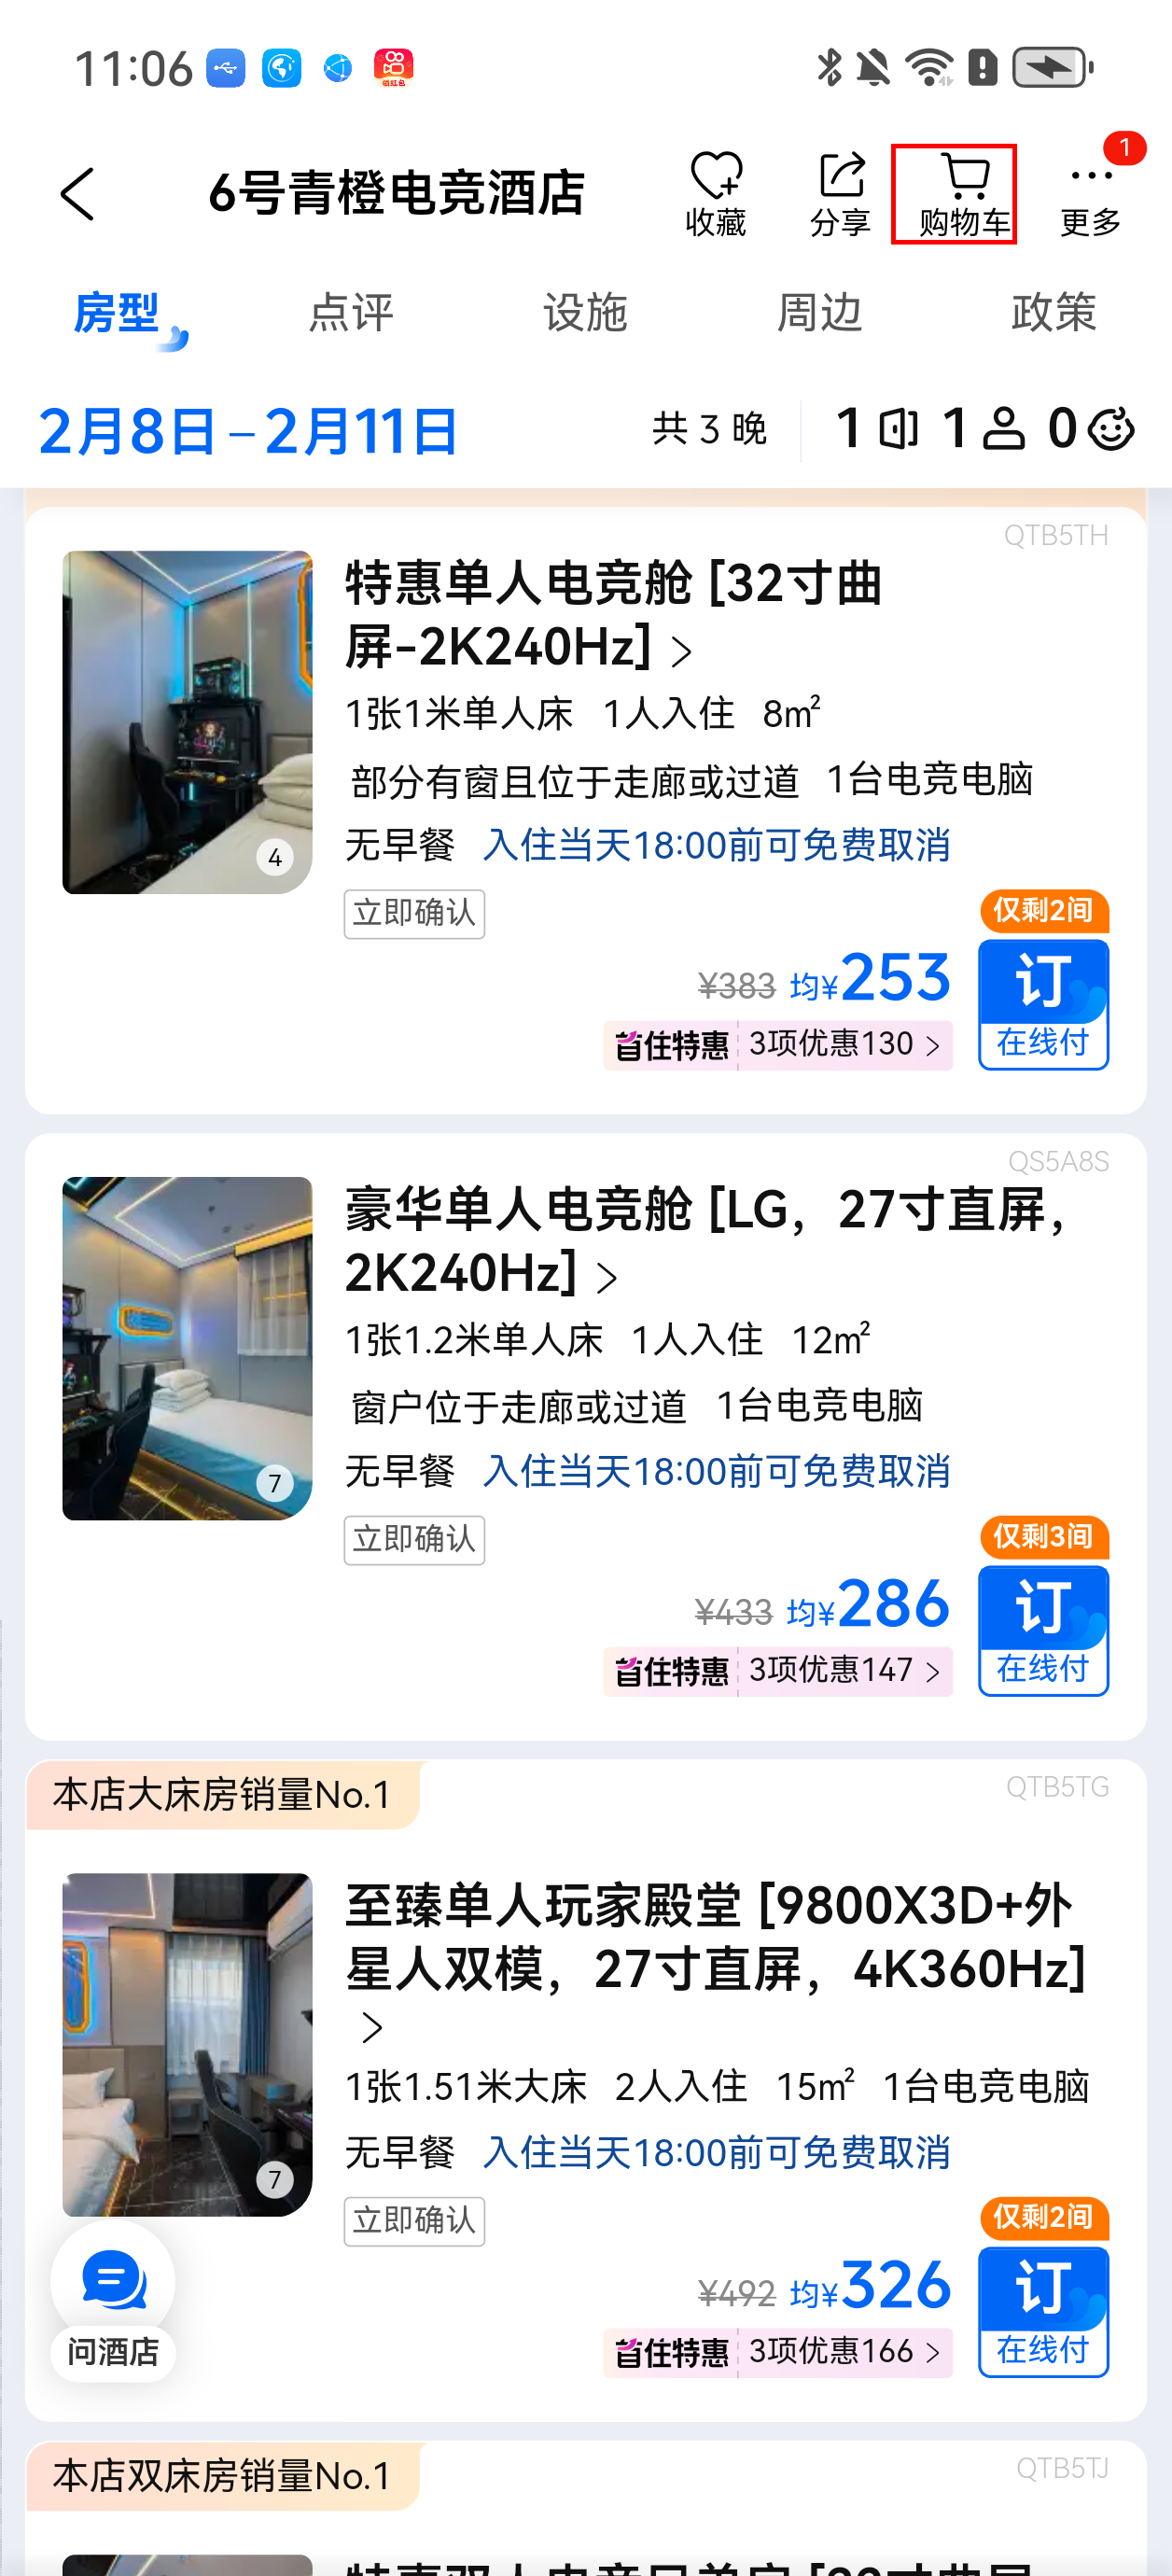 11:06
领红包
6号青橙电竞酒店
收藏
分享
购物车
更多
1
房型
点评
设施
周边
政策
2月8日 – 2月11日
共 3 晚
1 1 0
QTB5TH
特惠单人电竞舱 [32寸曲
屏-2K240Hz] >
1张1米单人床 1人入住 8㎡
部分有窗且位于走廊或过道 1台电竞电脑
无早餐 入住当天18:00前可免费取消
4
立即确认
仅剩2间
¥383 均¥253
订
在线付
首住特惠 3项优惠130 >
QS5A8S
豪华单人电竞舱 [LG，27寸直屏，
2K240Hz] >
1张1.2米单人床 1人入住 12㎡
窗户位于走廊或过道 1台电竞电脑
无早餐 入住当天18:00前可免费取消
7
立即确认
仅剩3间
¥433 均¥286
订
在线付
首住特惠 3项优惠147 >
本店大床房销量No.1
QTB5TG
至臻单人玩家殿堂 [9800X3D+外
星人双模，27寸直屏，4K360Hz]
>
1张1.51米大床 2人入住 15㎡ 1台电竞电脑
无早餐 入住当天18:00前可免费取消
7
立即确认
仅剩2间
¥492 均¥326
订
在线付
首住特惠 3项优惠166 >
问酒店
本店双床房销量No.1
QTB5TJ